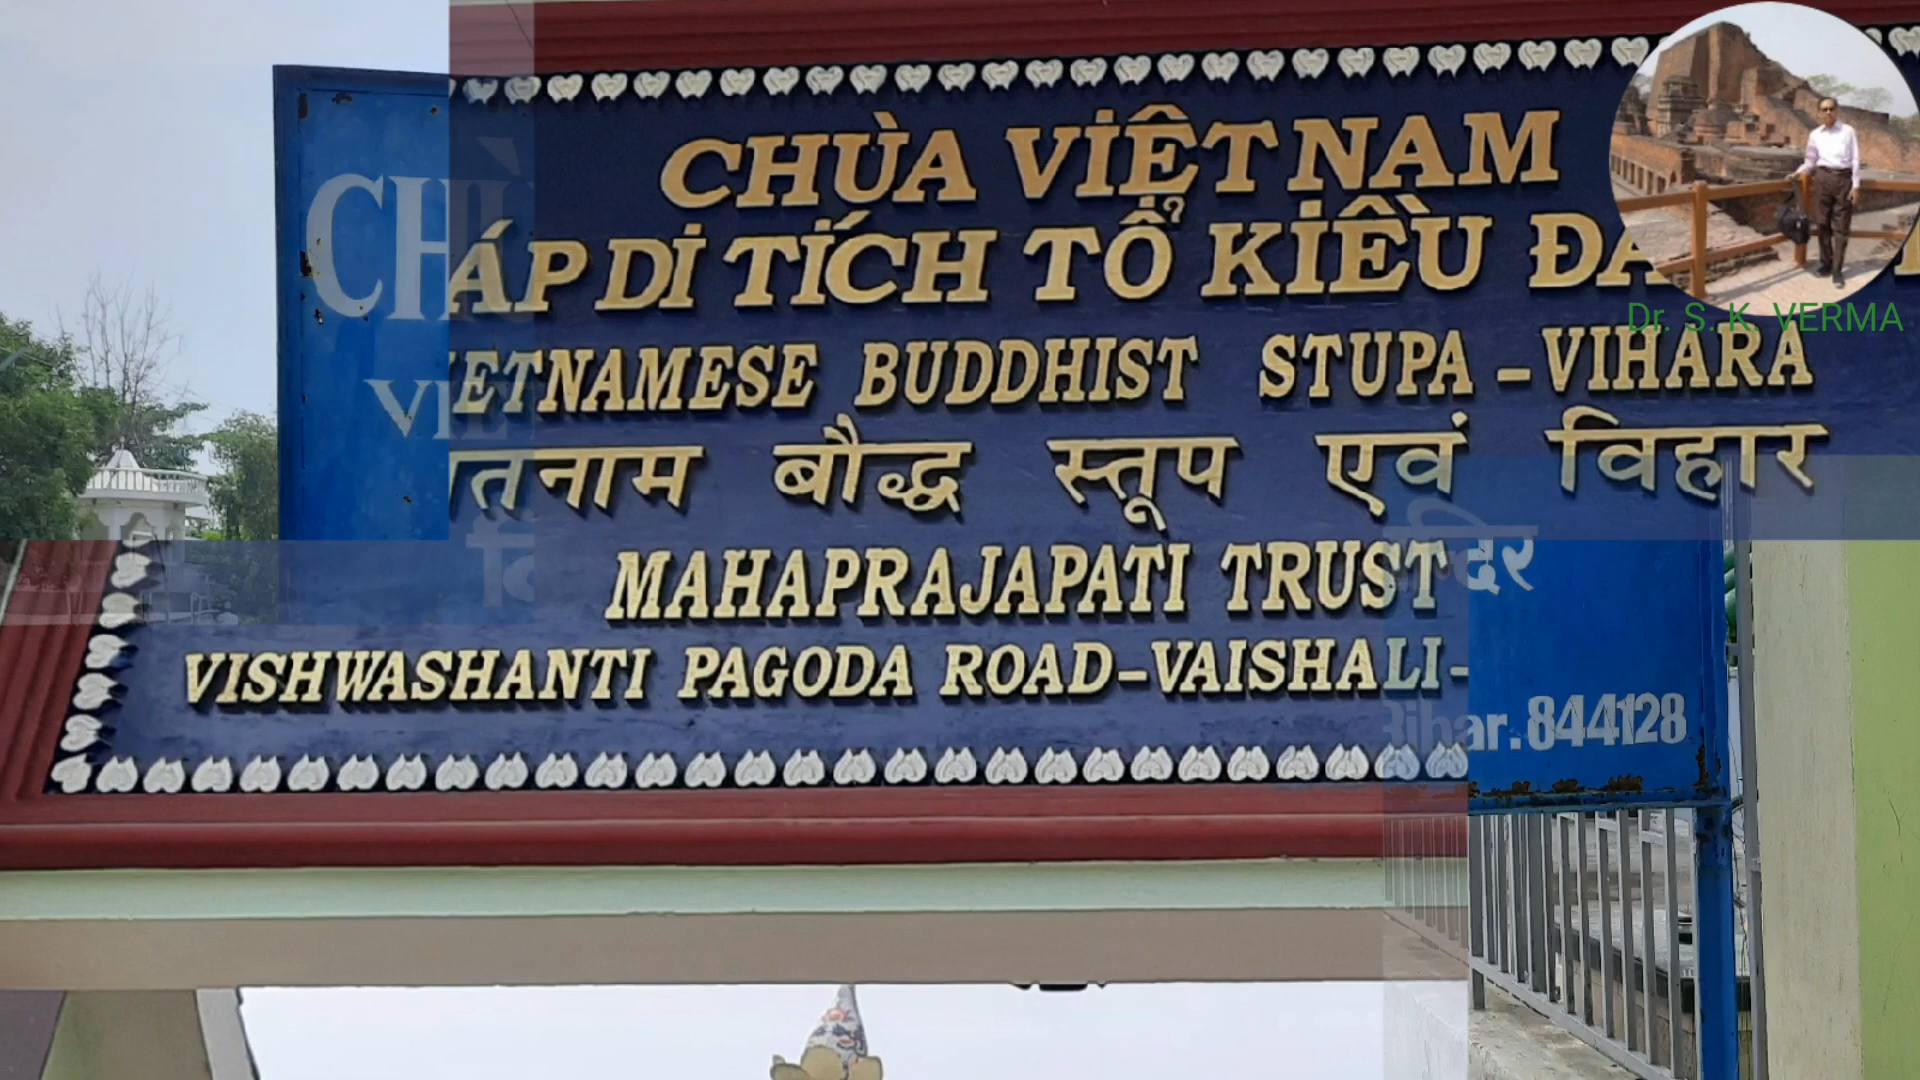 CHÙA VIỆT NAM
ÁP DI TÍCH TỔ KIỀU ĐÀ
VIETNAMESE BUDDHIST STUPA - VIHARA
तनाम बौद्ध स्तूप एवं विहार
MAHAPRAJAPATI TRUST
VISHWASHANTI PAGODA ROAD-VAISHALI-
Bihar. 844128
Dr. S. K. VERMA